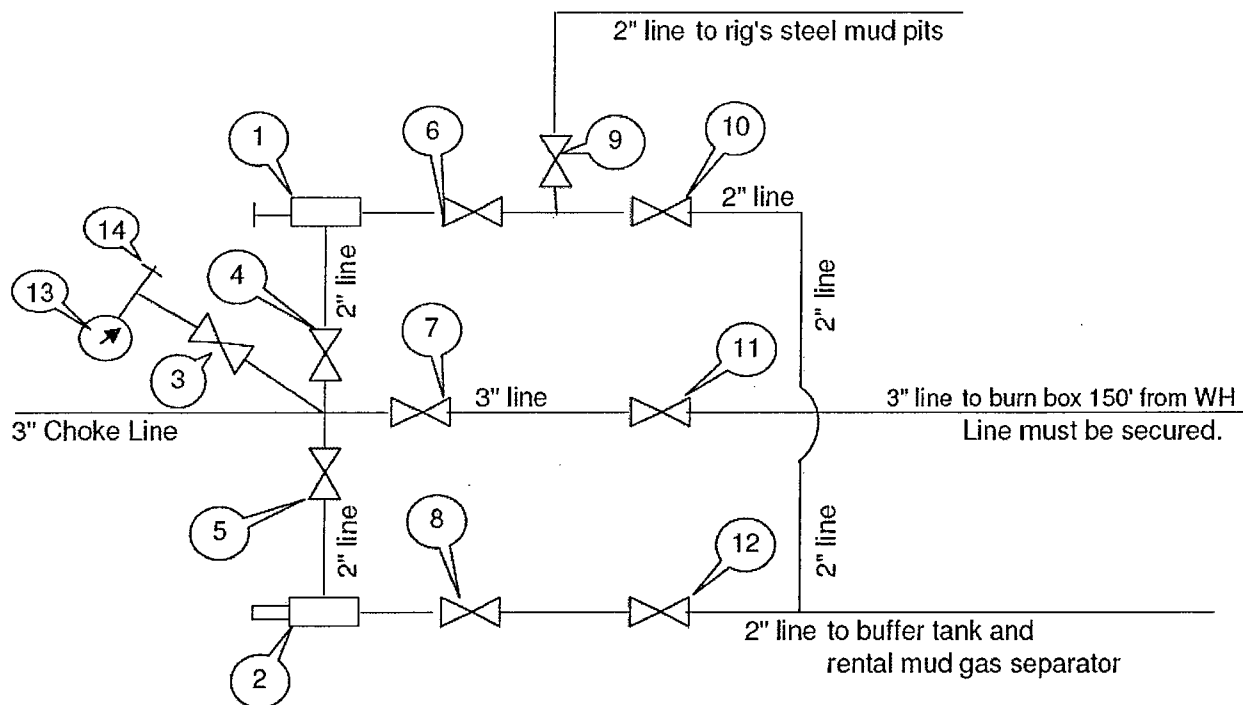 2" line to rig's steel mud pits
1
6
9
10
2" line
14
4
2" line
13
2" line
7
11
3
3" line
3" line to burn box 150' from WH
3" Choke Line
Line must be secured.
5
8
12
2" line
2" line
2" line to buffer tank and
rental mud gas separator
2